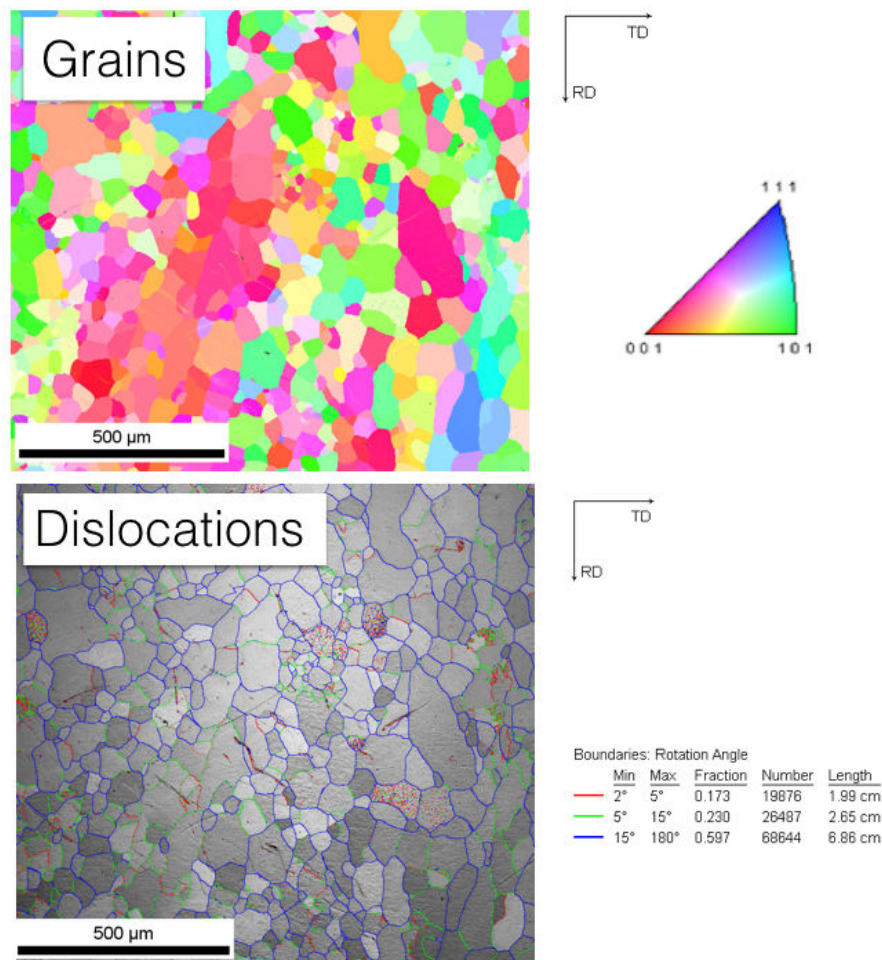 Grains
TD
RD
1 1 1
0 0 1
1 0 1
500 µm
Dislocations
TD
RD
Boundaries: Rotation Angle
Min Max Fraction Number Length
2° 5° 0.173 19876 1.99 cm
5° 15° 0.230 26487 2.65 cm
15° 180° 0.597 68644 6.86 cm
500 µm